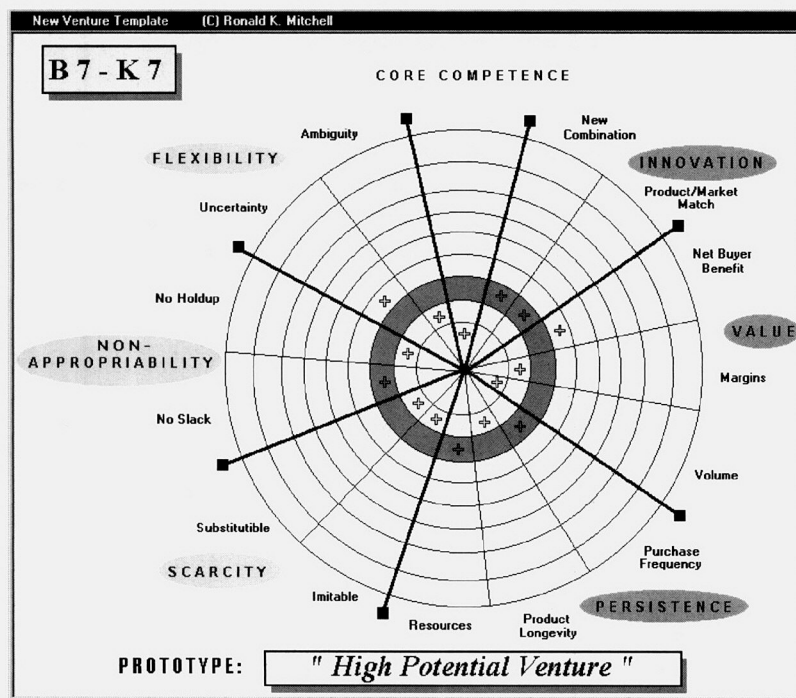 New Venture Template (C) Ronald K. Mitchell
B7-K7
CORE COMPETENCE
Ambiguity
New
Combination
FLEXIBILITY
INNOVATION
Product/Market
Match
Uncertainty
Net Buyer
Benefit
No Holdup
NON-
APPROPRIABILITY
VALUE
Margins
No Slack
Volume
Substitutible
Purchase
Frequency
SCARCITY
Imitable
Resources
Product
Longevity
PERSISTENCE
PROTOTYPE: " High Potential Venture "